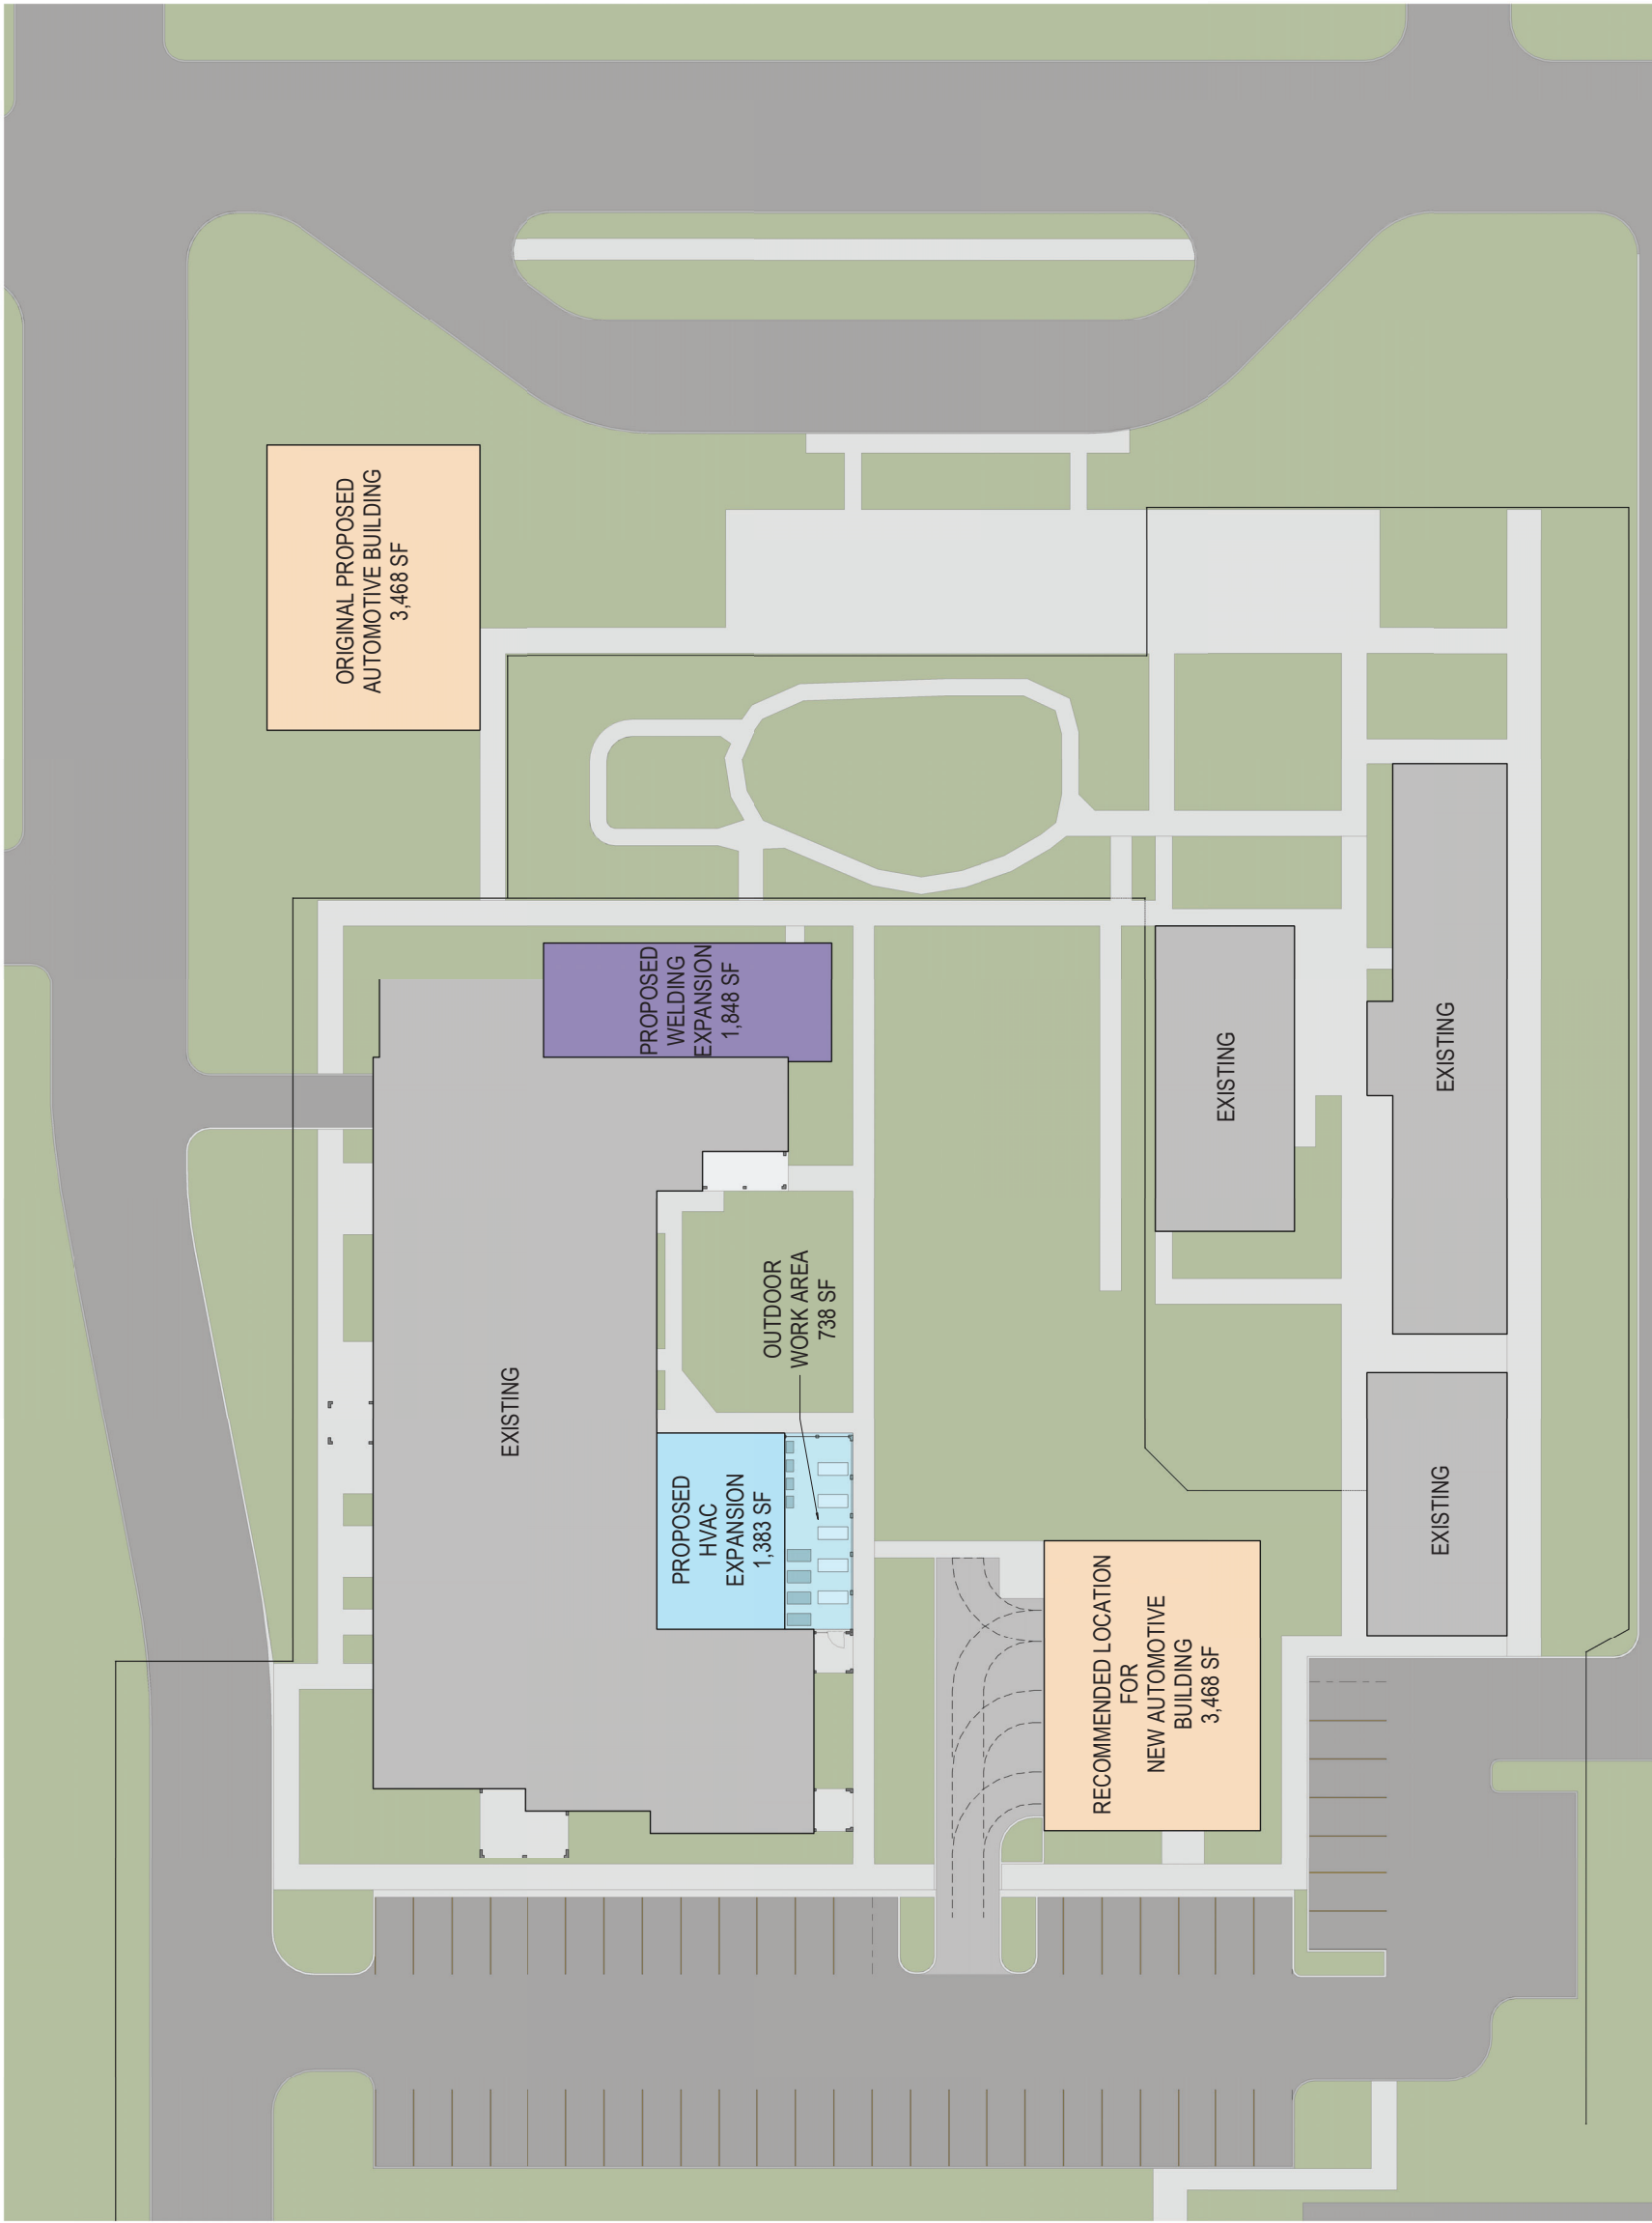 ORIGINAL PROPOSED
AUTOMOTIVE BUILDING
3,468 SF
PROPOSED
WELDING
EXPANSION
1,848 SF
EXISTING
EXISTING
EXISTING
OUTDOOR
WORK AREA
738 SF
PROPOSED
HVAC
EXPANSION
1,383 SF
EXISTING
RECOMMENDED LOCATION
FOR
NEW AUTOMOTIVE
BUILDING
3,468 SF